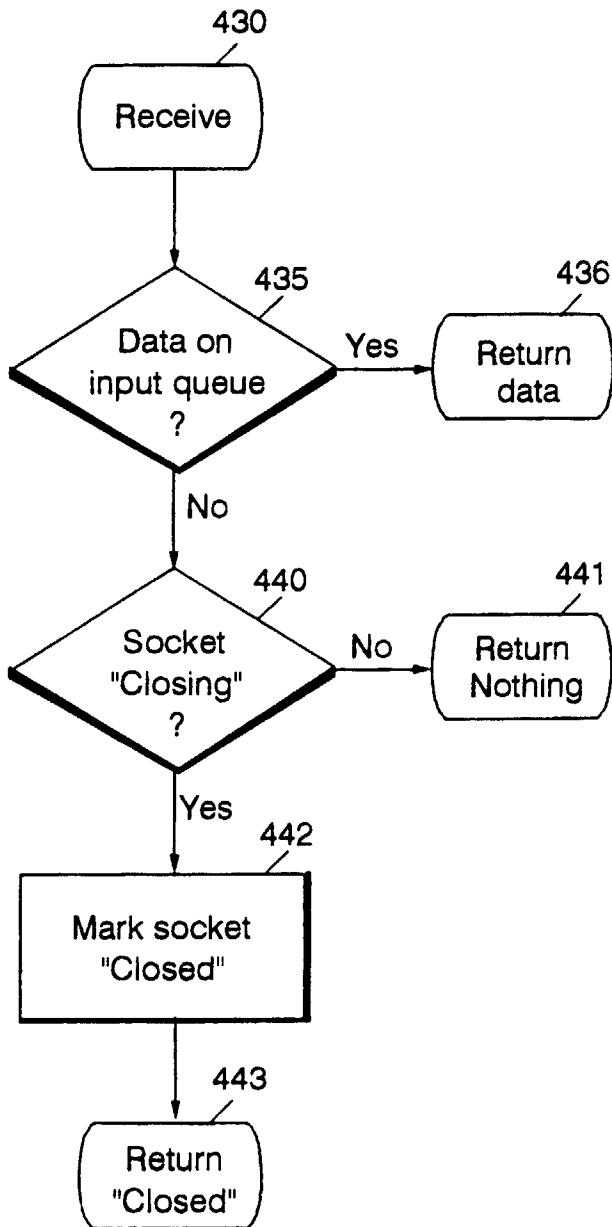 430
Receive
435
Data on
input queue
?
Yes
436
Return
data
No
440
Socket
"Closing"
?
No
441
Return
Nothing
Yes
442
Mark socket
"Closed"
443
Return
"Closed"